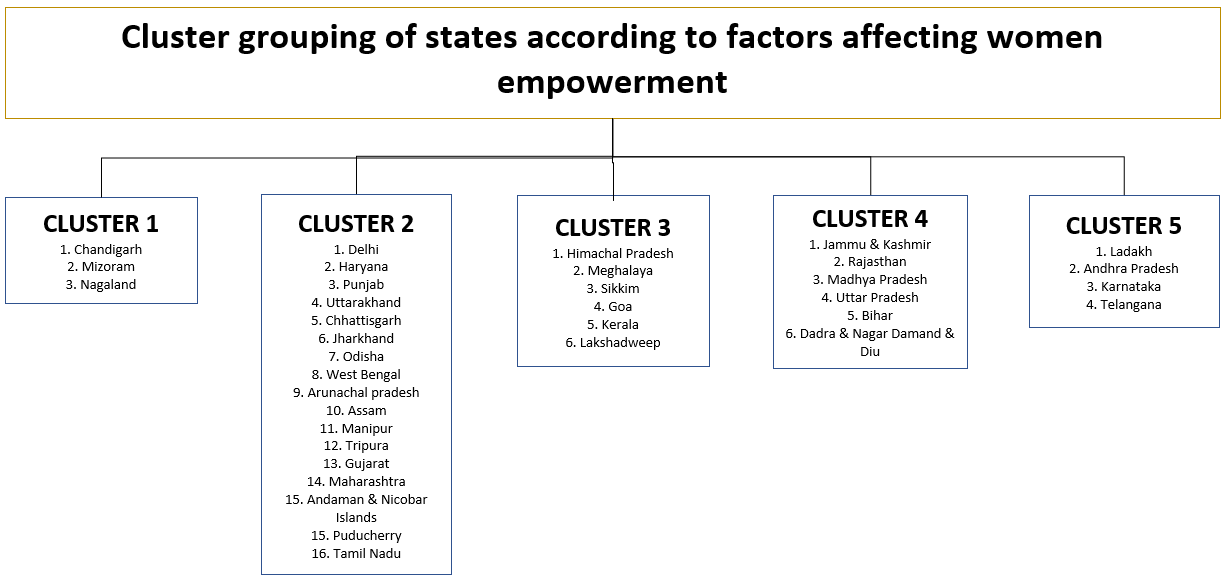 Cluster grouping of states according to factors affecting women
empowerment
CLUSTER 1
1. Chandigarh
2. Mizoram
3. Nagaland
CLUSTER 2
1. Delhi
2. Haryana
3. Punjab
4. Uttarakhand
5. Chhattisgarh
6. Jharkhand
7. Odisha
8. West Bengal
9. Arunachal pradesh
10. Assam
11. Manipur
12. Tripura
13. Gujarat
14. Maharashtra
15. Andaman & Nicobar
Islands
15. Puducherry
16. Tamil Nadu
CLUSTER 3
1. Himachal Pradesh
2. Meghalaya
3. Sikkim
4. Goa
5. Kerala
6. Lakshadweep
CLUSTER 4
1. Jammu & Kashmir
2. Rajasthan
3. Madhya Pradesh
4. Uttar Pradesh
5. Bihar
6. Dadra & Nagar Damand &
Diu
CLUSTER 5
1. Ladakh
2. Andhra Pradesh
3. Karnataka
4. Telangana